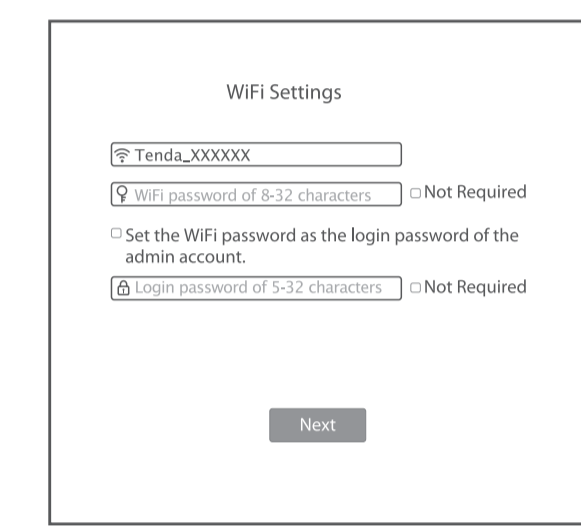 WiFi Settings
Tenda_XXXXXX
WiFi password of 8-32 characters Not Required
Set the WiFi password as the login password of the
admin account.
Login password of 5-32 characters Not Required
Next